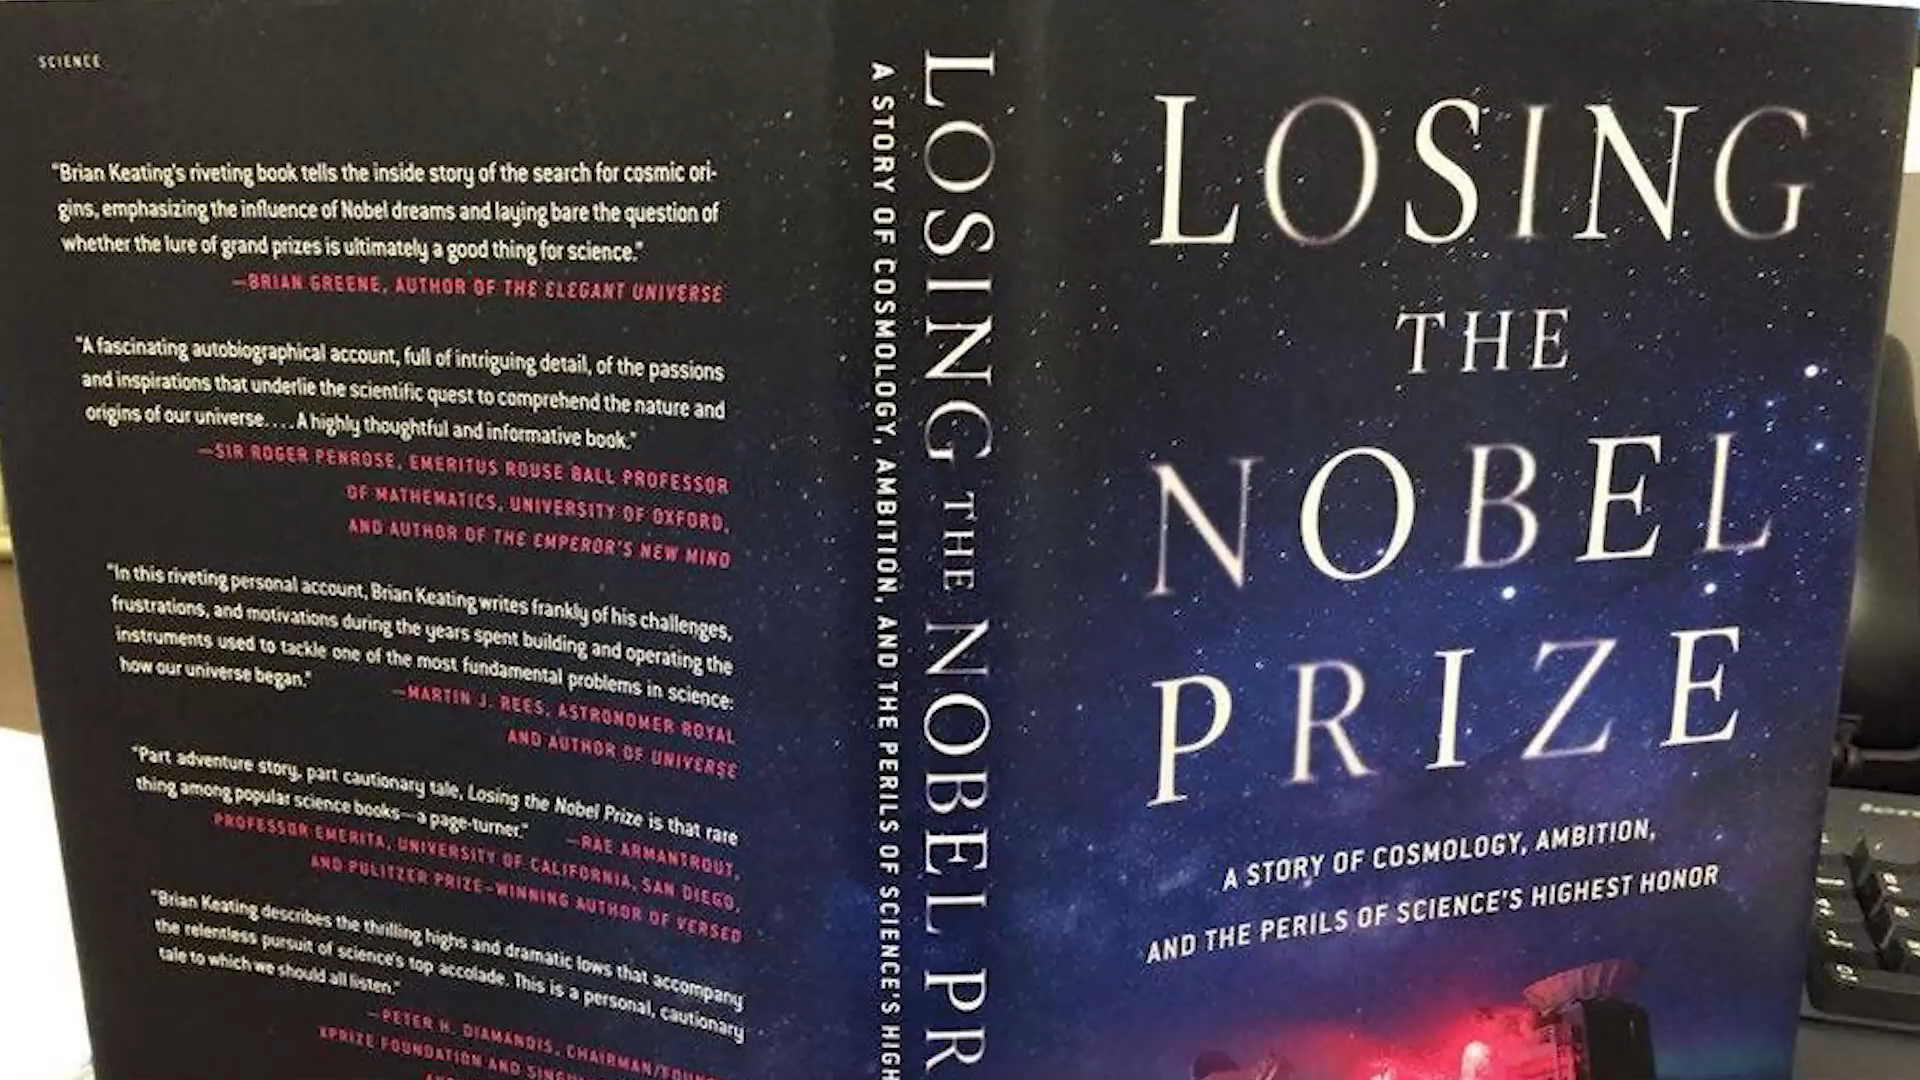 SCIENCE
"Brian Keating's riveting book tells the inside story of the search for cosmic ori-
gins, emphasizing the influence of Nobel dreams and laying bare the question of
whether the lure of grand prizes is ultimately a good thing for science."
—BRIAN GREENE, AUTHOR OF THE ELEGANT UNIVERSE
"A fascinating autobiographical account, full of intriguing detail, of the passions
and inspirations that underlie the scientific quest to comprehend the nature and
origins of our universe. . . . A highly thoughtful and informative book."
—SIR ROGER PENROSE, EMERITUS ROUSE BALL PROFESSOR
OF MATHEMATICS, UNIVERSITY OF OXFORD,
AND AUTHOR OF THE EMPEROR'S NEW MIND
"In this riveting personal account, Brian Keating writes frankly of his challenges,
frustrations, and motivations during the years spent building and operating the
instruments used to tackle one of the most fundamental problems in science:
how our universe began."
—MARTIN J. REES, ASTRONOMER ROYAL
AND AUTHOR OF UNIVERSE
"Part adventure story, part cautionary tale, Losing the Nobel Prize is that rare
thing among popular science books—a page-turner." —RAE ARMANTROUT,
PROFESSOR EMERITA, UNIVERSITY OF CALIFORNIA, SAN DIEGO,
AND PULITZER PRIZE–WINNING AUTHOR OF VERSED
"Brian Keating describes the thrilling highs and dramatic lows that accompany
the relentless pursuit of science's top accolade. This is a personal, cautionary
tale to which we should all listen."
—PETER H. DIAMANDIS, CHAIRMAN/
XPRIZE FOUNDATION AND
LOSING THE NOBEL PR
A STORY OF COSMOLOGY, AMBITION, AND THE PERILS OF SCIENCE'S HIGH
LOSING
THE
NOBEL
PRIZE
A STORY OF COSMOLOGY, AMBITION,
AND THE PERILS OF SCIENCE'S HIGHEST HONOR